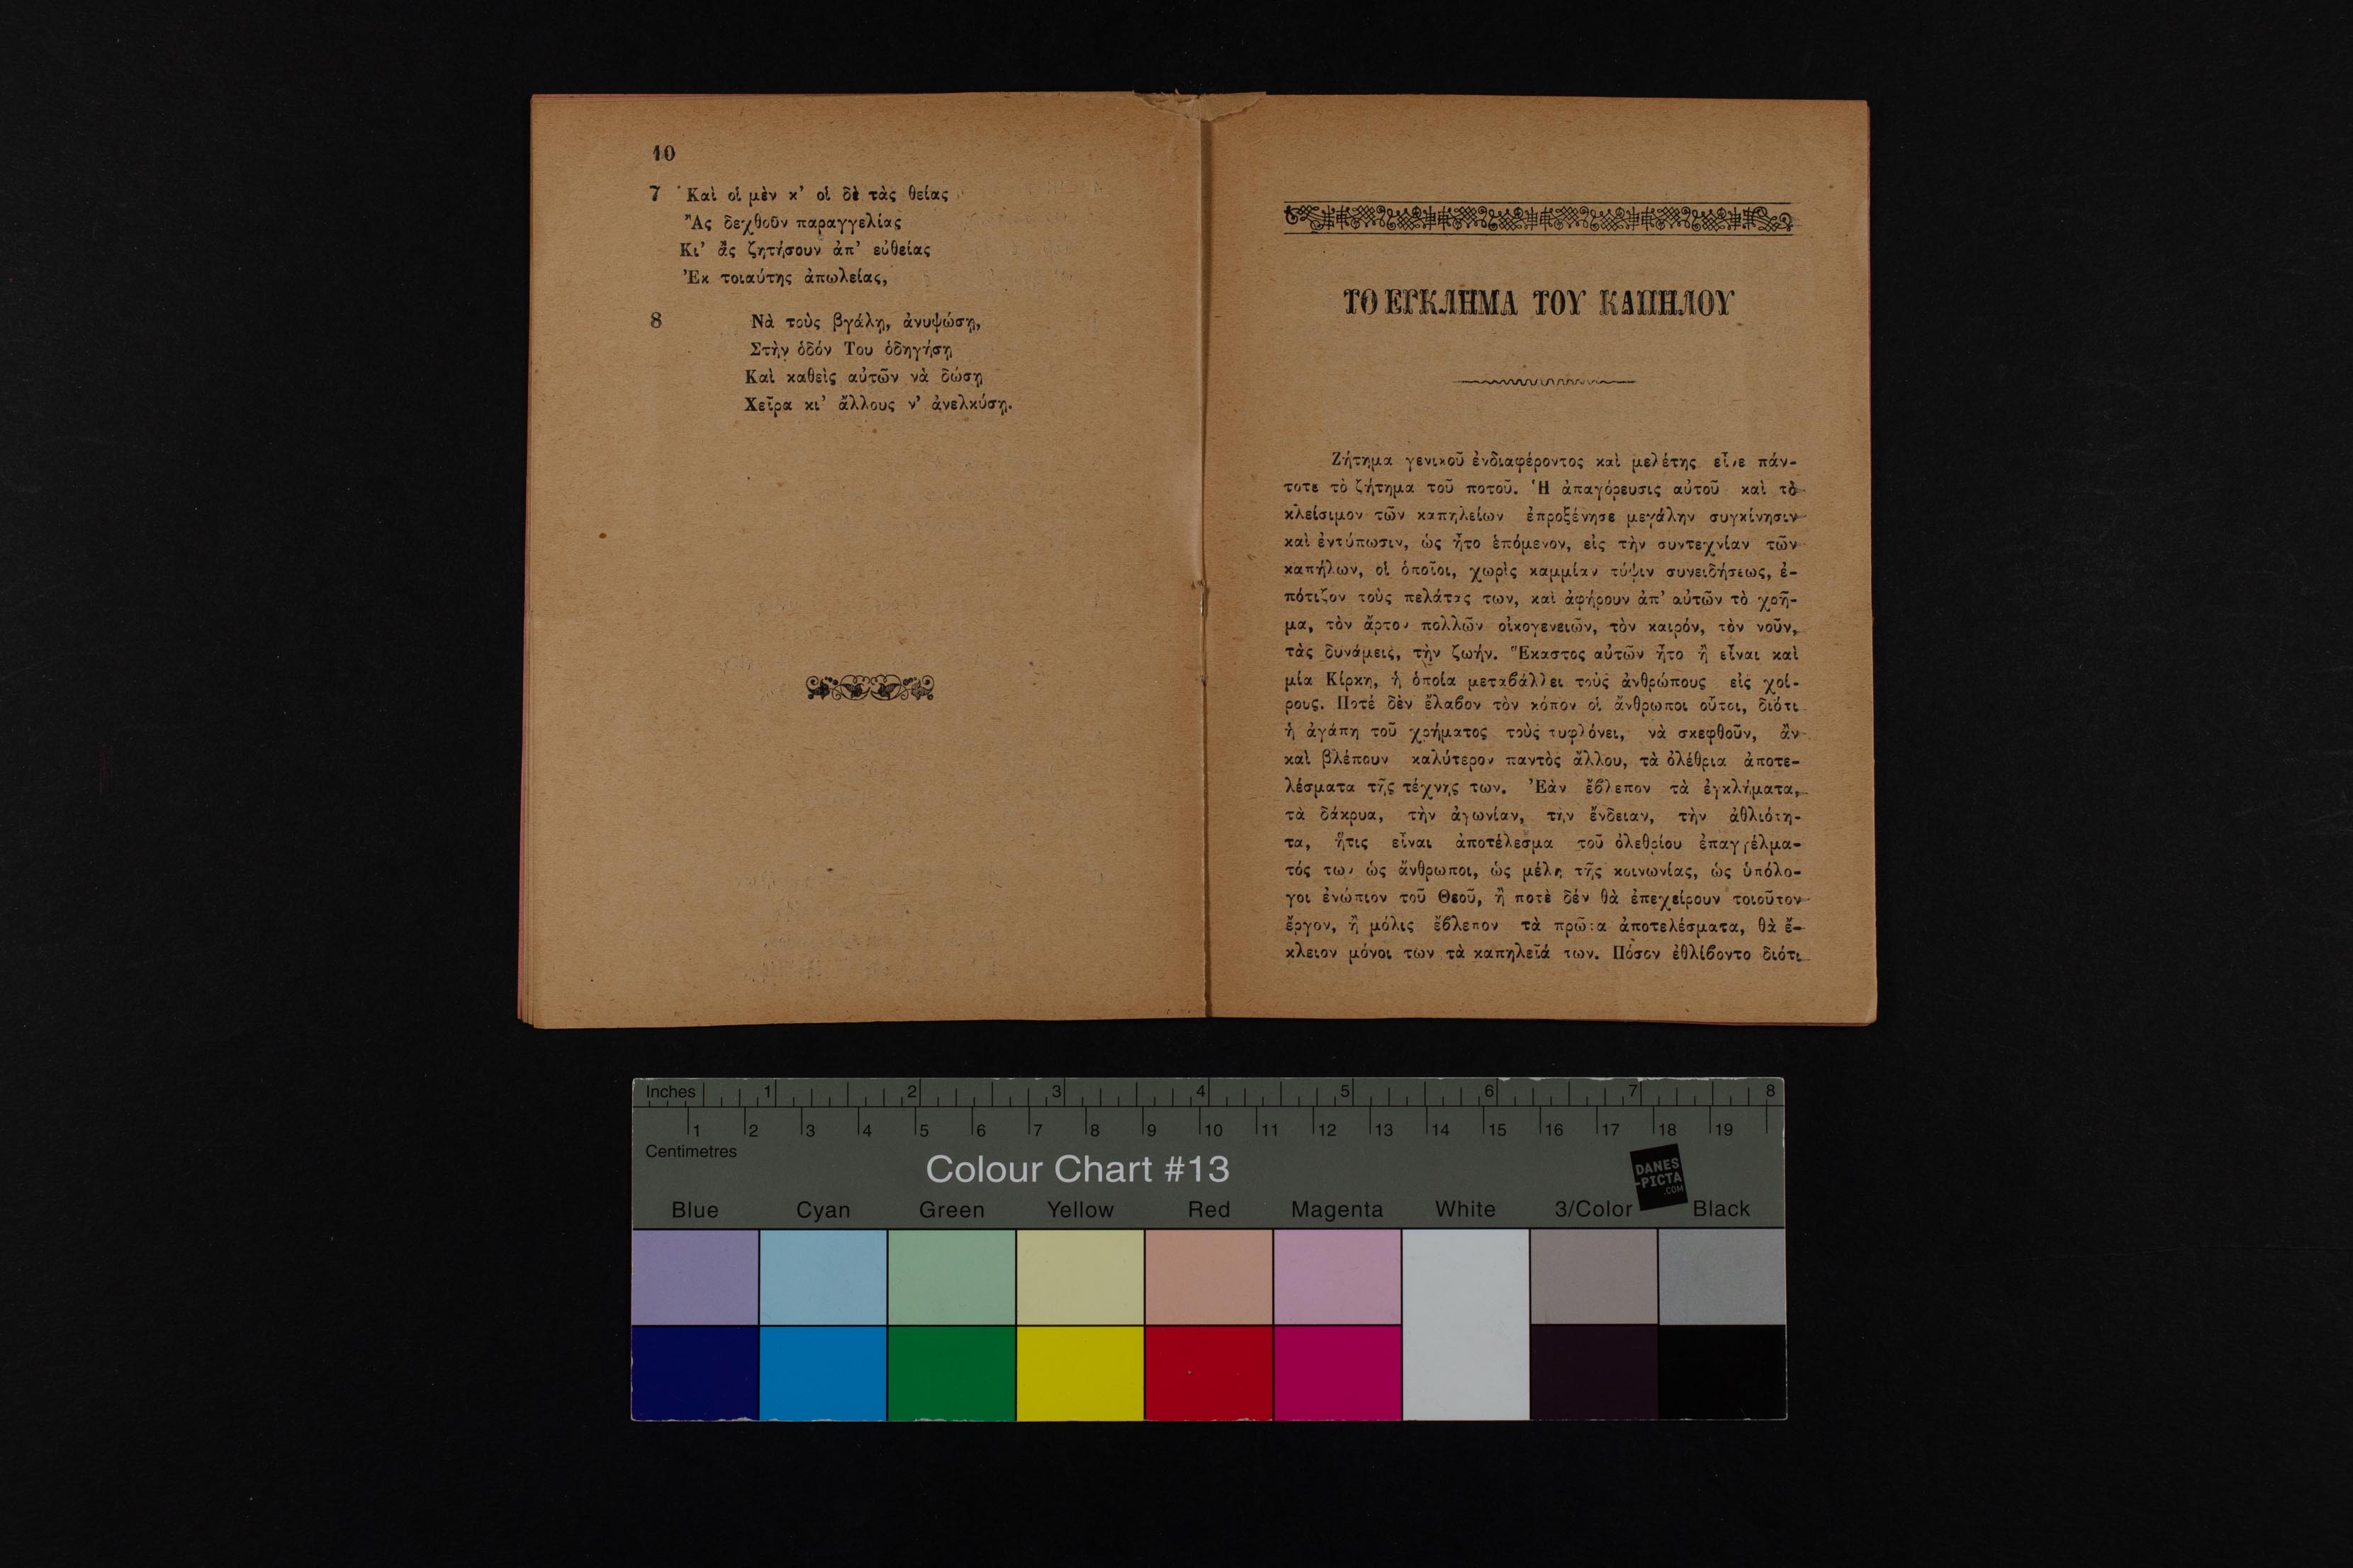 10
7 Καὶ οἱ μὲν κ' οἱ δὲ τὰς θείας
Ἂς δεχθοῦν παραγγελίας
Κι' ἂς ζητήσουν ἀπ' εὐθείας
Ἐκ τοιαύτης ἀπωλείας,
8 Νὰ τοὺς βγάλῃ, ἀνυψώσῃ,
Στὴν ὁδόν Του ὁδηγήσῃ
Καὶ καθεὶς αὐτῶν νὰ δώσῃ
Χεῖρα κι' ἄλλους ν' ἀνελκύσῃ.
ΤΟ ΕΓΚΛΗΜΑ ΤΟΥ ΚΑΠΗΛΟΥ
Ζήτημα γενικοῦ ἐνδιαφέροντος καὶ μελέτης εἶνε πάν-
τοτε τὸ ζήτημα τοῦ ποτοῦ. Ἡ ἀπαγόρευσις αὐτοῦ καὶ τὸ
κλείσιμον τῶν καπηλείων ἐπροξένησε μεγάλην συγκίνησιν
καὶ ἐντύπωσιν, ὡς ἦτο ἑπόμενον, εἰς τὴν συντεχνίαν τῶν
καπήλων, οἱ ὁποῖοι, χωρὶς καμμίαν τύψιν συνειδήσεως, ἐ-
πότιζον τοὺς πελάτας των, καὶ ἀφήρουν ἀπ' αὐτῶν τὸ χρῆ-
μα, τὸν ἄρτον πολλῶν οἰκογενειῶν, τὸν καιρόν, τὸν νοῦν,
τὰς δυνάμεις, τὴν ζωήν. Ἕκαστος αὐτῶν ἦτο ἢ εἶναι καὶ
μία Κίρκη, ἡ ὁποία μεταβάλλει τοὺς ἀνθρώπους εἰς χοί-
ρους. Ποτέ δὲν ἔλαβον τὸν κόπον οἱ ἄνθρωποι οὗτοι, διότι
ἡ ἀγάπη τοῦ χρήματος τοὺς τυφλόνει, νὰ σκεφθοῦν, ἂν
καὶ βλέπουν καλύτερον παντὸς ἄλλου, τὰ ὀλέθρια ἀποτε-
λέσματα τῆς τέχνης των. Ἐὰν ἔβλεπον τὰ ἐγκλήματα,
τὰ δάκρυα, τὴν ἀγωνίαν, τὴν ἔνδειαν, τὴν ἀθλιότη-
τα, ἥτις εἶναι ἀποτέλεσμα τοῦ ὀλεθρίου ἐπαγγέλμα-
τός των ὡς ἄνθρωποι, ὡς μέλη τῆς κοινωνίας, ὡς ὑπόλο-
γοι ἐνώπιον τοῦ Θεοῦ, ἢ ποτὲ δέν θὰ ἐπεχείρουν τοιοῦτον
ἔργον, ἢ μόλις ἔβλεπον τὰ πρῶτα ἀποτελέσματα, θὰ ἔ-
κλειον μόνοι των τὰ καπηλεῖά των. Πόσον ἐθλίβοντο διότι
Inches 1 2 3 4 5 6 7 8
1 2 3 4 5 6 7 8 9 10 11 12 13 14 15 16 17 18 19
Centimetres
Colour Chart #13
DANES
-PICTA
.COM
Blue Cyan Green Yellow Red Magenta White 3/Color Black